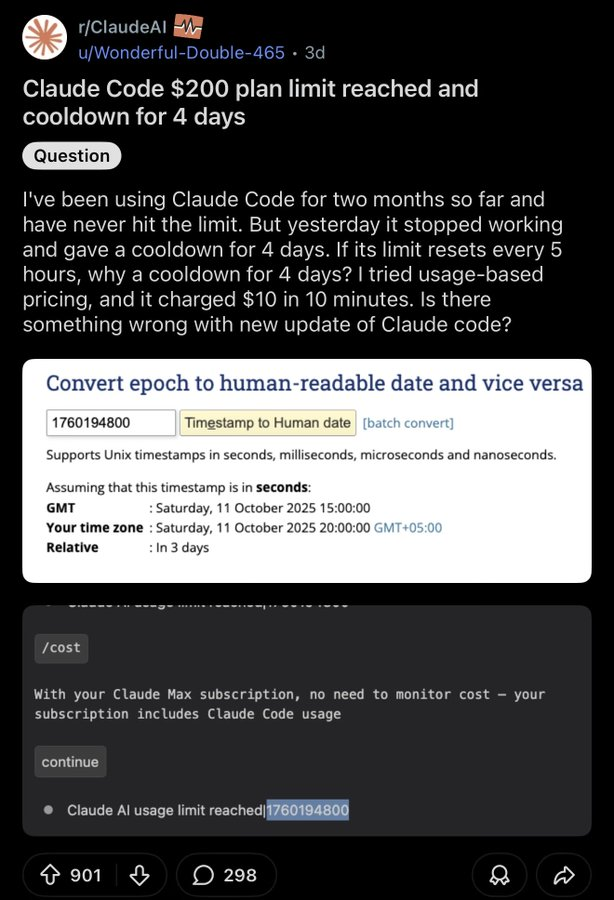 r/ClaudeAI
u/Wonderful-Double-465 • 3d
Claude Code $200 plan limit reached and
cooldown for 4 days
Question
I've been using Claude Code for two months so far and
have never hit the limit. But yesterday it stopped working
and gave a cooldown for 4 days. If its limit resets every 5
hours, why a cooldown for 4 days? I tried usage-based
pricing, and it charged $10 in 10 minutes. Is there
something wrong with new update of Claude code?
Convert epoch to human-readable date and vice versa
1760194800 Timestamp to Human date [batch convert]
Supports Unix timestamps in seconds, milliseconds, microseconds and nanoseconds.
Assuming that this timestamp is in seconds:
GMT : Saturday, 11 October 2025 15:00:00
Your time zone : Saturday, 11 October 2025 20:00:00 GMT+05:00
Relative : In 3 days
/cost
With your Claude Max subscription, no need to monitor cost — your
subscription includes Claude Code usage
continue
Claude AI usage limit reached|1760194800
901 298